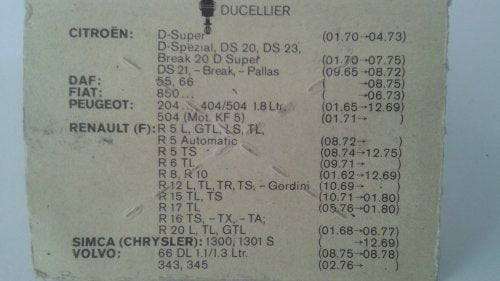 DUCELLIER
CITROËN: D-Super (01.70→04.73)
D-Spezial, DS 20, DS 23,
Break 20 D Super (01.70→07.75)
DS 21, - Break, - Pallas (09.65→08.72)
DAF: 55, 66 ( →08.75)
FIAT: 850... ( →06.73)
PEUGEOT: 204... 404/504 1.8 Ltr. (01.65→12.69)
504 (Mot. KF 5) (01.71→ )
RENAULT (F): R 5 L, GTL, LS, TL,
R 5 Automatic (08.72→ )
R 5 TS (08.74→12.75)
R 6 TL (09.71→ )
R 8, R 10 (01.62→12.69)
R 12 L, TL, TR, TS, - Gordini (10.69→ )
R 15 TL, TS (10.71→01.80)
R 17 TL (05.76→01.80)
R 16 TS, - TX, - TA;
R 20 L, TL, GTL (01.68→06.77)
SIMCA (CHRYSLER): 1300, 1301 S ( →12.69)
VOLVO: 66 DL 1.1/1.3 Ltr. (08.75→08.78)
343, 345 (02.76→ )